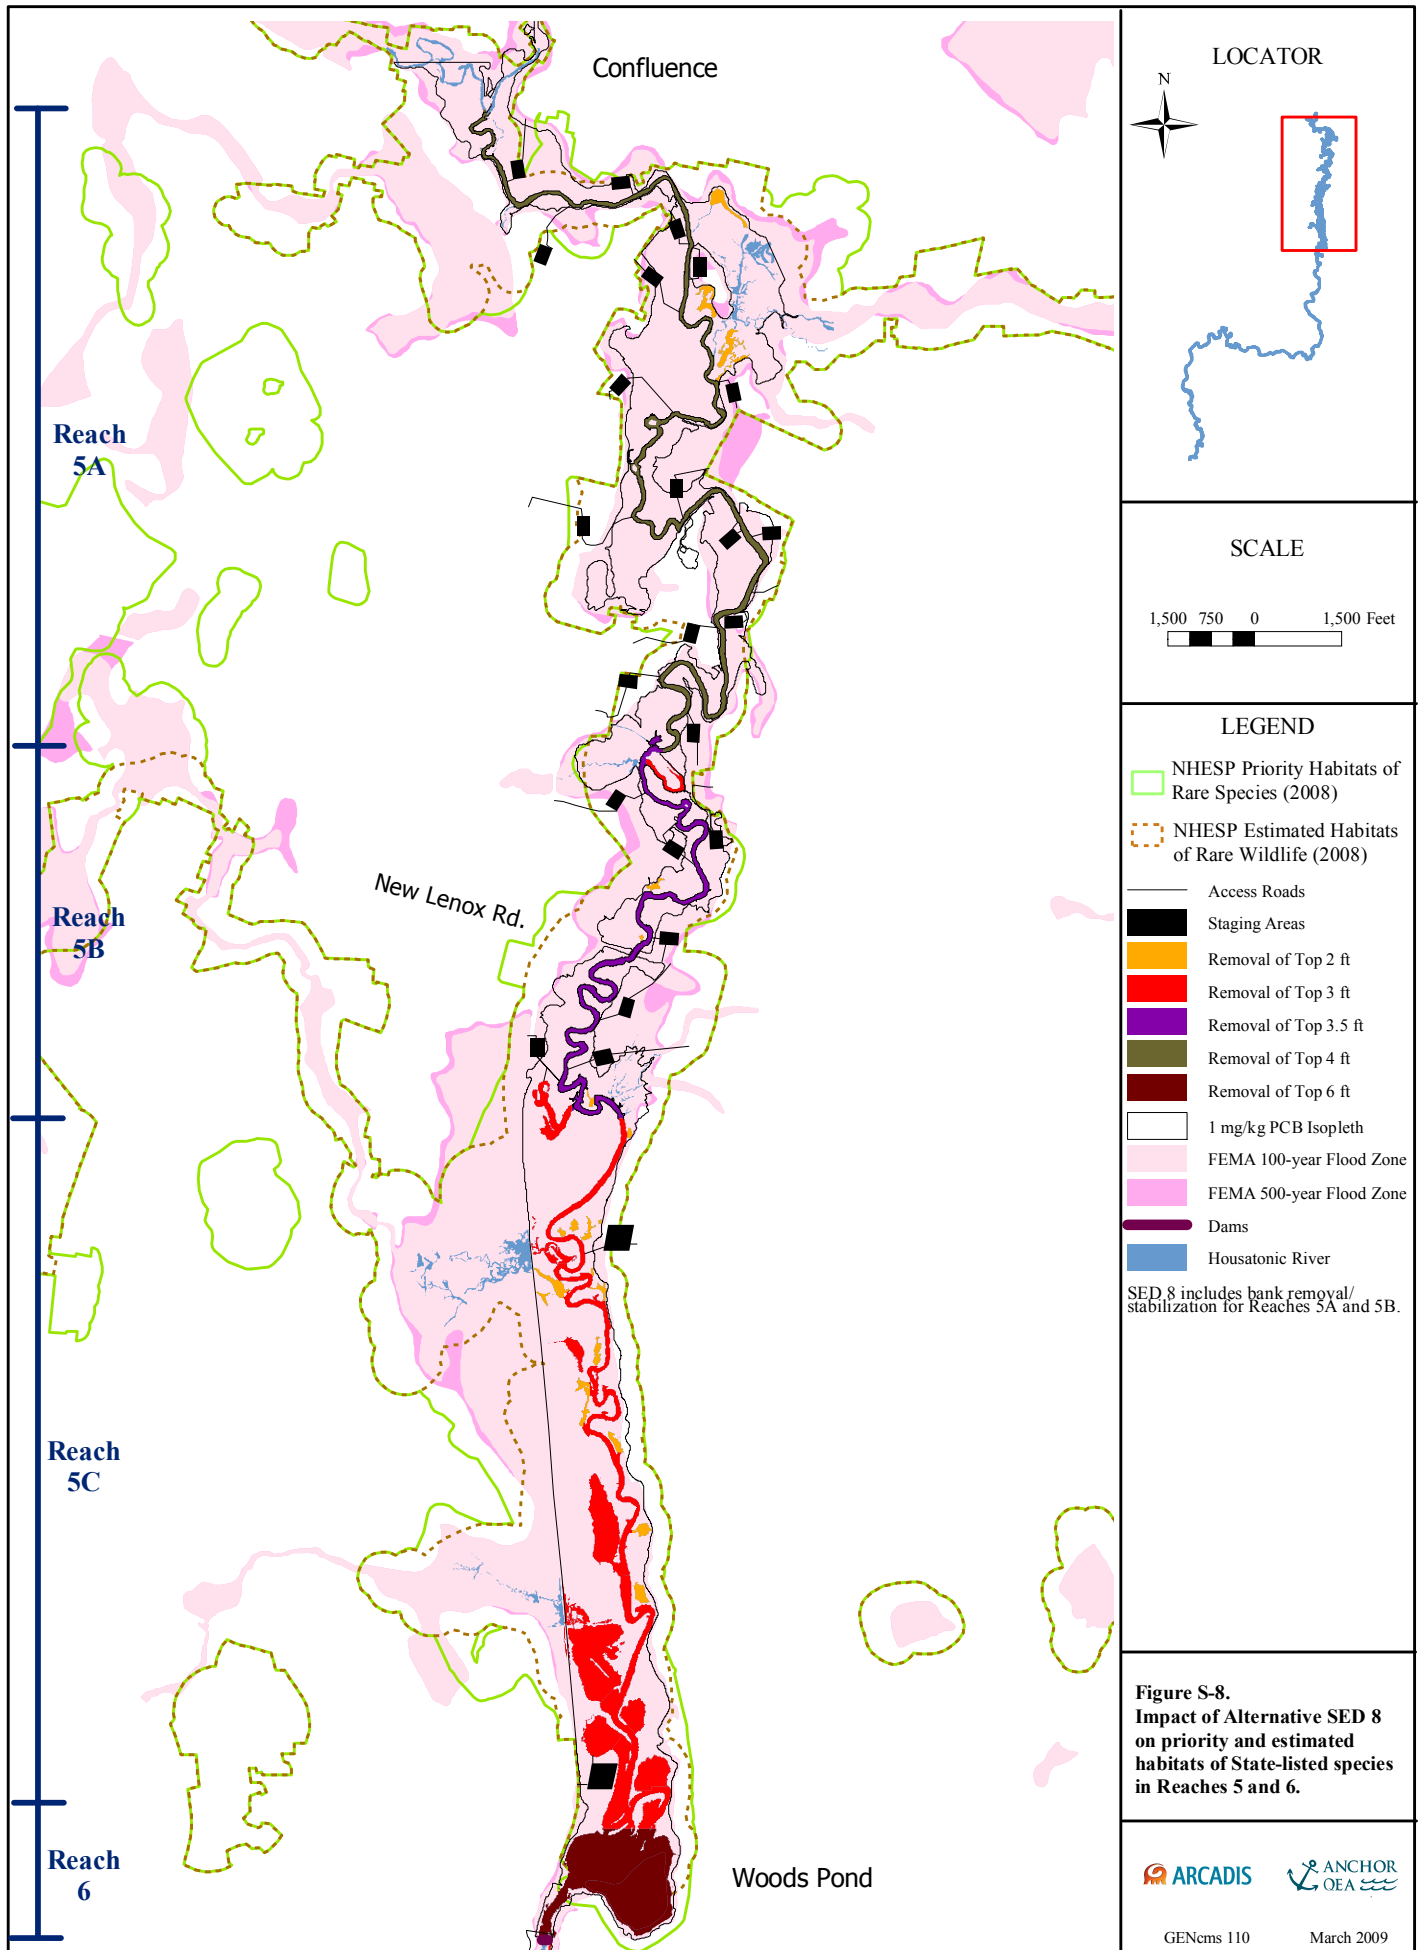 Confluence
Reach
5A
Reach
5B
New Lenox Rd.
Reach
5C
Reach
6
Woods Pond
LOCATOR
N
SCALE
1,500 750 0 1,500 Feet
LEGEND
NHESP Priority Habitats of
Rare Species (2008)
NHESP Estimated Habitats
of Rare Wildlife (2008)
Access Roads
Staging Areas
Removal of Top 2 ft
Removal of Top 3 ft
Removal of Top 3.5 ft
Removal of Top 4 ft
Removal of Top 6 ft
1 mg/kg PCB Isopleth
FEMA 100-year Flood Zone
FEMA 500-year Flood Zone
Dams
Housatonic River
SED 8 includes bank removal/
stabilization for Reaches 5A and 5B.
Figure S-8.
Impact of Alternative SED 8
on priority and estimated
habitats of State-listed species
in Reaches 5 and 6.
ARCADIS
ANCHOR
QEA
GENcms 110 March 2009